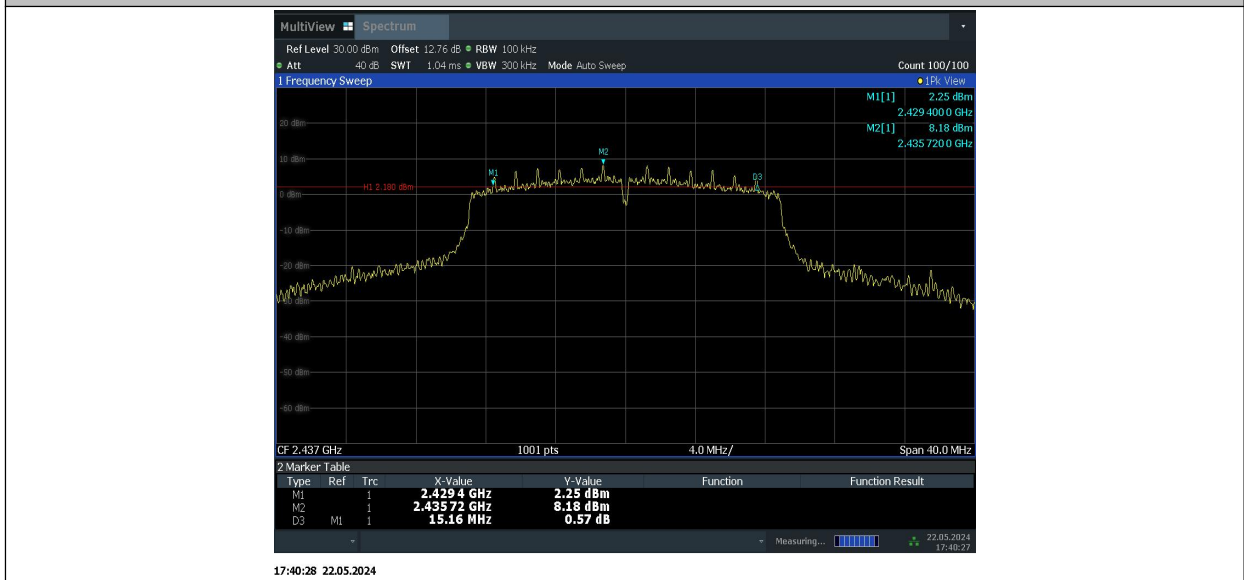 MultiView Spectrum
Ref Level 30.00 dBm Offset 12.76 dB RBW 100 kHz
Att 40 dB SWT 1.04 ms VBW 300 kHz Mode Auto Sweep Count 100/100
1 Frequency Sweep 1Pk View
M1[1] 2.25 dBm
2.429 400 0 GHz
20 dBm
M2[1] 8.18 dBm
2.435 720 0 GHz
M2
10 dBm
M1
D3
H1 2.180 dBm
0 dBm
-10 dBm
-20 dBm
-30 dBm
-40 dBm
-50 dBm
-60 dBm
CF 2.437 GHz 1001 pts 4.0 MHz/ Span 40.0 MHz
2 Marker Table
Type Ref Trc X-Value Y-Value Function Function Result
M1 1 2.429 4 GHz 2.25 dBm
M2 1 2.435 72 GHz 8.18 dBm
D3 M1 1 15.16 MHz 0.57 dB
Measuring... 22.05.2024
17:40:27
17:40:28 22.05.2024